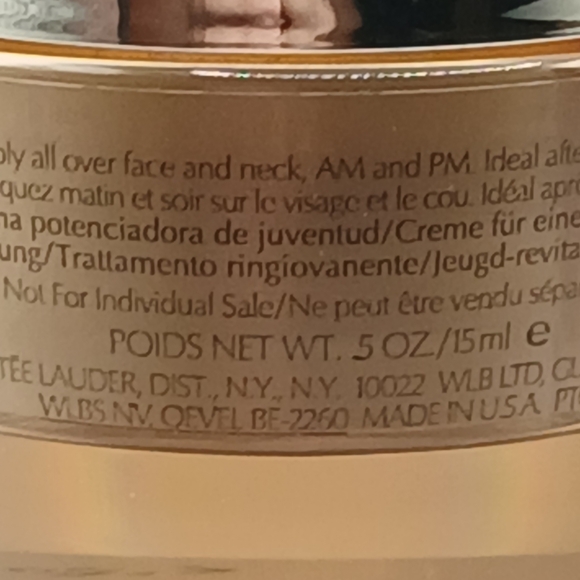 ply all over face and neck, AM and PM. Ideal afte
quez matin et soir sur le visage et le cou. Idéal apr
na potenciadora de juventud/Creme für eine
ung/Trattamento ringiovanente/Jeugd-revita
Not For Individual Sale/Ne peut être vendu sépa
POIDS NET WT. .5 OZ/15ml e
TÉE LAUDER, DIST., N.Y., N.Y. 10022 WLB LTD,
WLBS NV, OEVEL BE-2260 MADE IN U.S.A.